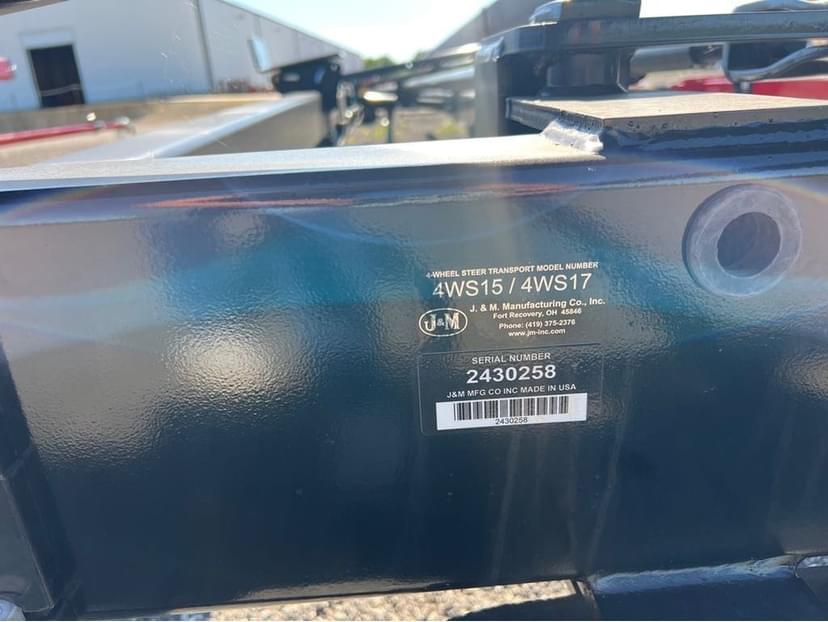 4-WHEEL STEER TRANSPORT MODEL NUMBER
4WS15 / 4WS17
J&M
J. & M. Manufacturing Co., Inc.
Fort Recovery, OH 45846
Phone: (419) 375-2376
www.jm-inc.com
SERIAL NUMBER
2430258
J&M MFG CO INC MADE IN USA
2430258